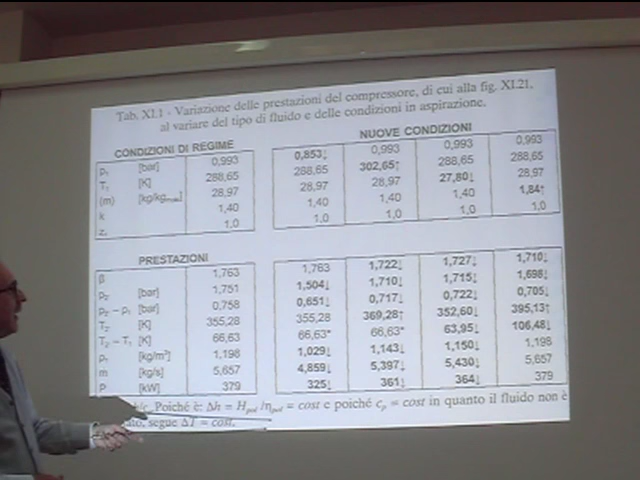 Tab. XI.1 - Variazione delle prestazioni del compressore, di cui alla fig. XI.21,
al variare del tipo di fluido e delle condizioni in aspirazione.
CONDIZIONI DI REGIME NUOVE CONDIZIONI
p₁ [bar] 0,993 0,853↓ 0,993 0,993 0,993
T₁ [K] 288,65 288,65 302,65↑ 288,65 288,65
(m) [kg/kgmol] 28,97 28,97 28,97 27,80↓ 28,97
k 1,40 1,40 1,40 1,40 1,84↑
z₁ 1,0 1,0 1,0 1,0 1,0
PRESTAZIONI
β 1,763 1,763 1,722↓ 1,727↓ 1,710↓
p₂ [bar] 1,751 1,504↓ 1,710↓ 1,715↓ 1,698↓
p₂ - p₁ [bar] 0,758 0,651↓ 0,717↓ 0,722↓ 0,705↓
T₂ [K] 355,28 355,28 369,28↑ 352,60↓ 395,13↑
T₂ - T₁ [K] 66,63 66,63* 66,63* 63,95↓ 106,48↓
ρ₁ [kg/m³] 1,198 1,029↓ 1,143↓ 1,150↓ 1,198
m [kg/s] 5,657 4,859↓ 5,397↓ 5,430↓ 5,657
P [kW] 379 325↓ 361↓ 364↓ 379
Poiché è: Δh = Hpol /ηpol = cost e poiché cp = cost in quanto il fluido non è
segue ΔT = cost.